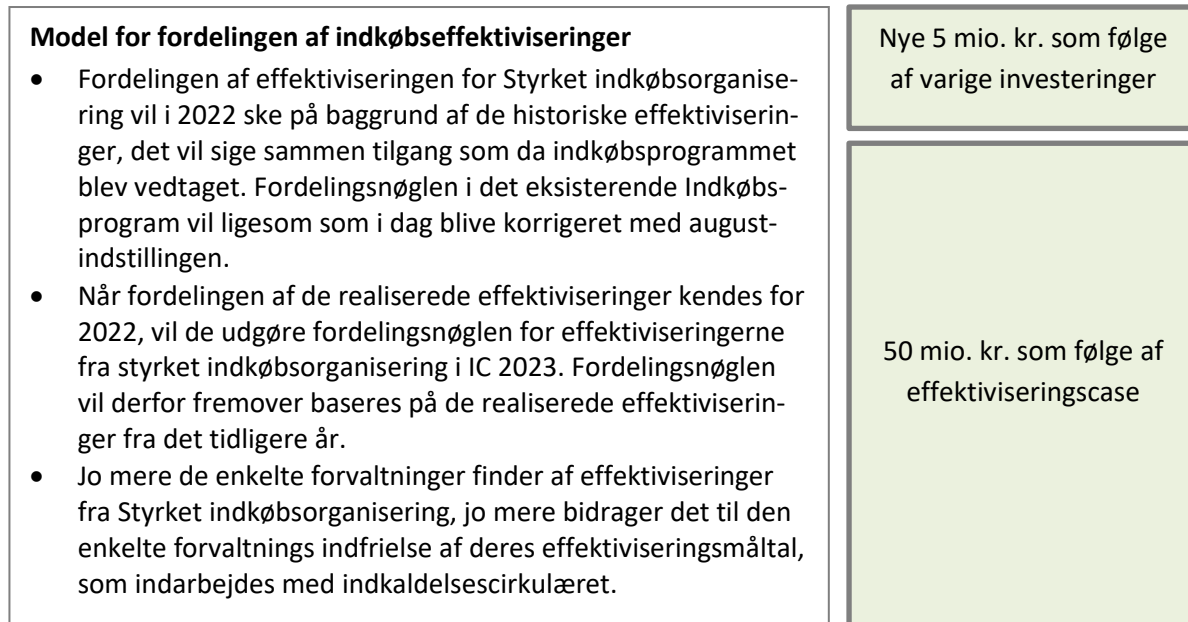 Model for fordelingen af indkøbseffektiviseringer
• Fordelingen af effektiviseringen for Styrket indkøbsorganise-
ring vil i 2022 ske på baggrund af de historiske effektiviserin-
ger, det vil sige sammen tilgang som da indkøbsprogrammet
blev vedtaget. Fordelingsnøglen i det eksisterende Indkøbs-
program vil ligesom som i dag blive korrigeret med august-
indstillingen.
• Når fordelingen af de realiserede effektiviseringer kendes for
2022, vil de udgøre fordelingsnøglen for effektiviseringerne
fra styrket indkøbsorganisering i IC 2023. Fordelingsnøglen
vil derfor fremover baseres på de realiserede effektiviserin-
ger fra det tidligere år.
• Jo mere de enkelte forvaltninger finder af effektiviseringer
fra Styrket indkøbsorganisering, jo mere bidrager det til den
enkelte forvaltnings indfrielse af deres effektiviseringsmåltal,
som indarbejdes med indkaldelsescirkulæret.
Nye 5 mio. kr. som følge
af varige investeringer
50 mio. kr. som følge af
effektiviseringscase